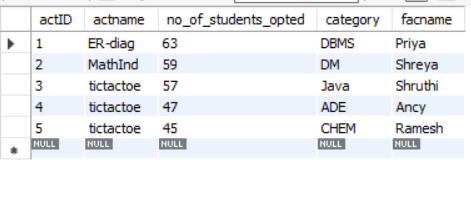 actID actname no_of_students_opted category facname
1 ER-diag 63 DBMS Priya
2 MathInd 59 DM Shreya
3 tictactoe 57 Java Shruthi
4 tictactoe 47 ADE Ancy
5 tictactoe 45 CHEM Ramesh
NULL NULL NULL NULL NULL